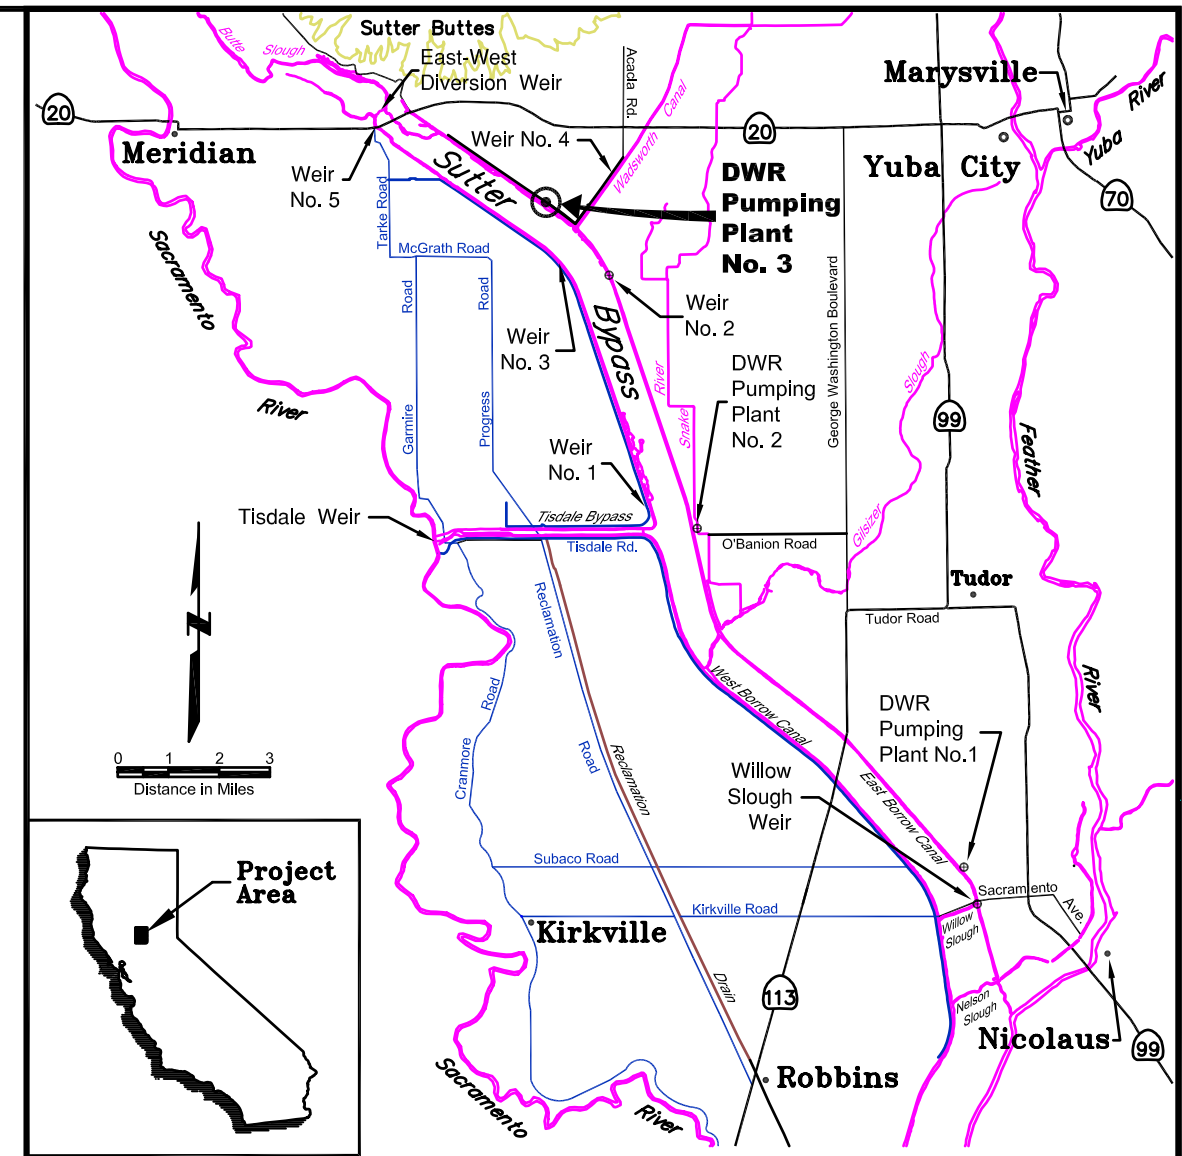 Sutter Buttes
Butte Slough
East-West
Diversion Weir
Acadia Rd.
Wadsworth Canal
Marysville
Yuba River
20
20
Meridian
Weir No. 4
Weir
No. 5
Sutter
Bypass
DWR
Pumping
Plant
No. 3
Yuba City
70
Tarke Road
McGrath Road
Sacramento
River
Garmire
Road
Progress
Road
Weir
No. 3
Weir
No. 2
DWR
Pumping
Plant
No. 2
River
Snake
George Washington Boulevard
Slough
Gilsizer
99
Feather
River
Weir
No. 1
Tisdale Weir
Tisdale Bypass
Tisdale Rd.
O'Banion Road
Tudor
Tudor Road
N
0 1 2 3
Distance in Miles
Reclamation
Road
Cranmore
Road
Reclamation
Drain
West Borrow Canal
East Borrow Canal
DWR
Pumping
Plant No.1
Willow
Slough
Weir
Subaco Road
Kirkville Road
Kirkville
Sacramento
Ave.
Willow
Slough
Nelson
Slough
Nicolaus
99
113
Robbins
Sacramento
River
Project
Area